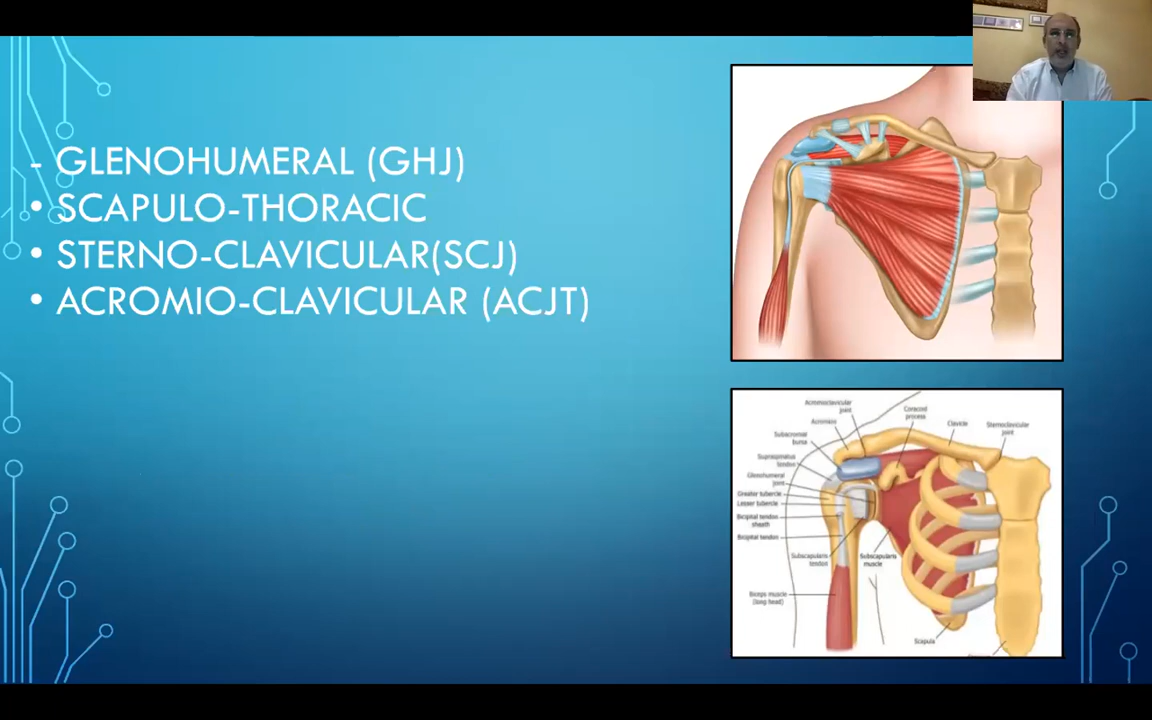 - GLENOHUMERAL (GHJ)
• SCAPULO-THORACIC
• STERNO-CLAVICULAR(SCJ)
• ACROMIO-CLAVICULAR (ACJT)
Acromioclavicular
joint
Acromion
Subacromial
bursa
Supraspinatus
tendon
Glenohumeral
joint
Greater tubercle
Lesser tubercle
Bicipital tendon
sheath
Bicipital tendon
Subscapularis
tendon
Biceps muscle
(long head)
Coracoid
process
Clavicle
Sternoclavicular
joint
Subscapularis
muscle
Scapula